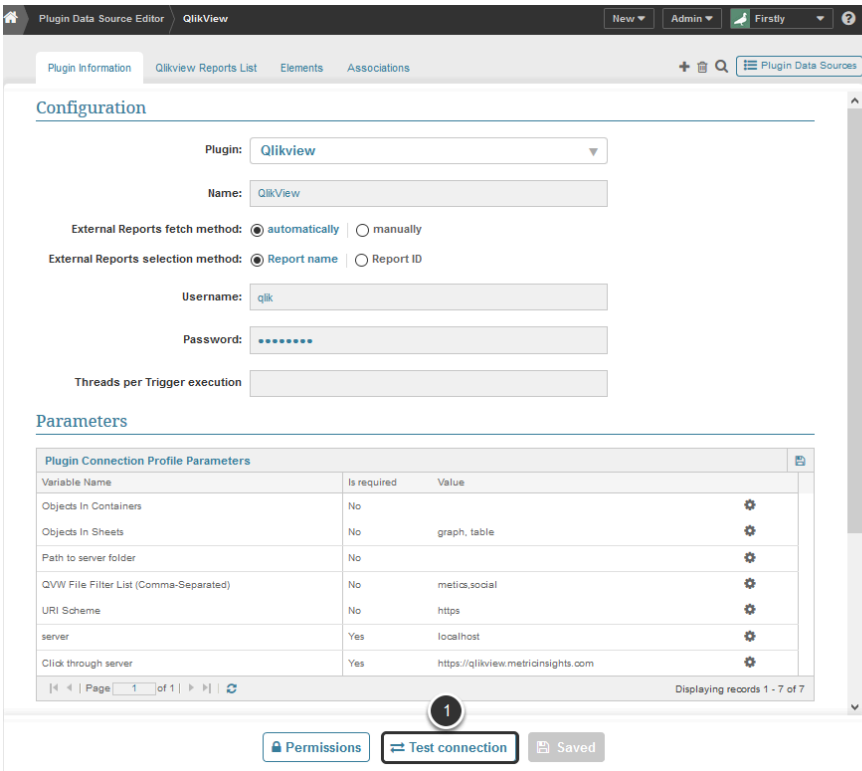 Plugin Data Source Editor QlikView New Admin Firstly ?
Plugin Information Qlikview Reports List Elements Associations Plugin Data Sources
Configuration
Plugin: Qlikview
Name: QlikView
External Reports fetch method: automatically manually
External Reports selection method: Report name Report ID
Username: qlik
Password: ••••••••
Threads per Trigger execution
Parameters
Plugin Connection Profile Parameters
Variable Name Is required Value
Objects In Containers No
Objects In Sheets No graph, table
Path to server folder No
QVW File Filter List (Comma-Separated) No metics,social
URI Scheme No https
server Yes localhost
Click through server Yes https://qlikview.metricinsights.com
Page 1 of 1 Displaying records 1 - 7 of 7
1
Permissions Test connection Saved